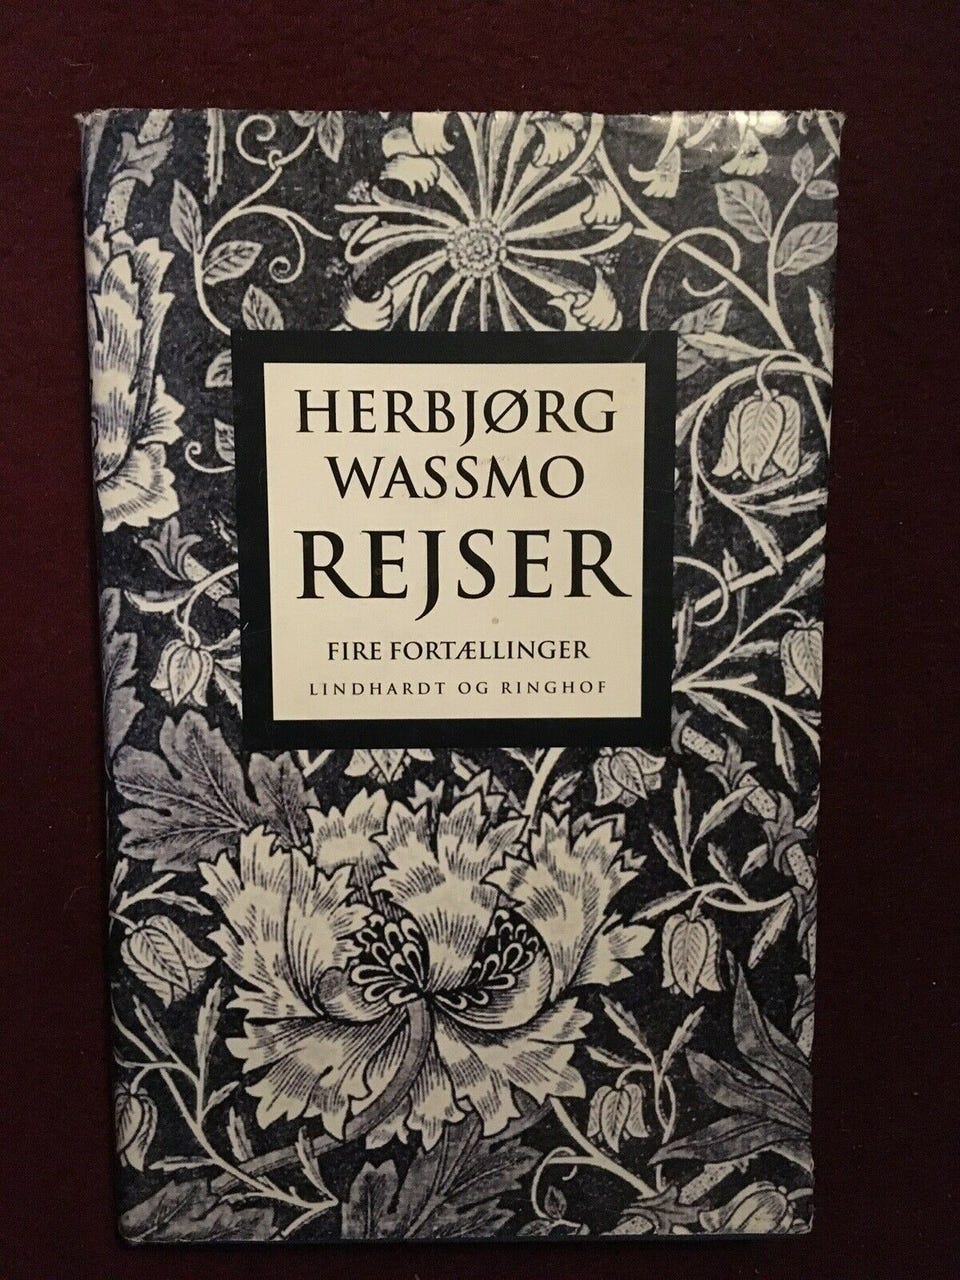 HERBJØRG
WASSMO
REJSER
FIRE FORTÆLLINGER
LINDHARDT OG RINGHOF